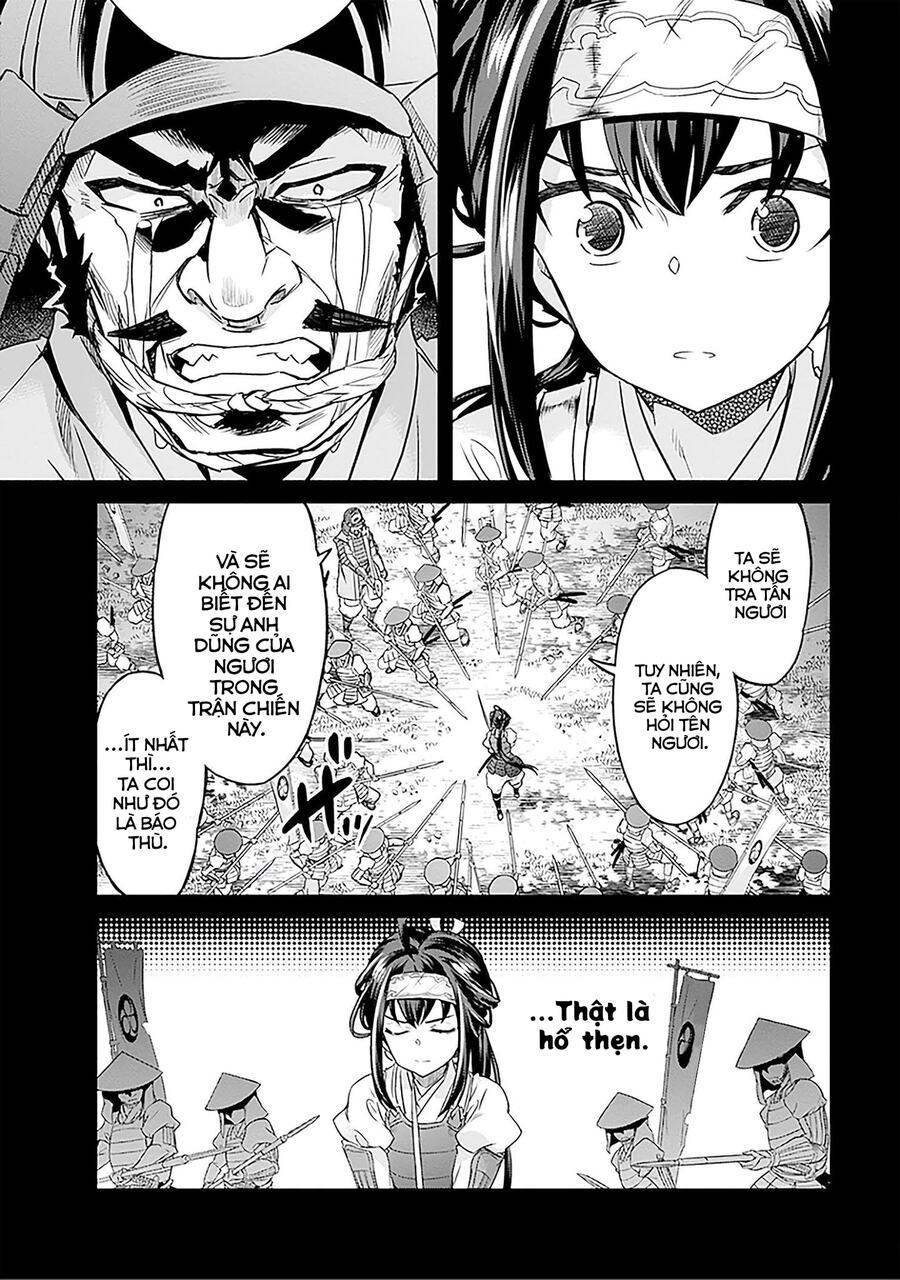 TA SẼ
KHÔNG
TRA TẤN
NGƯƠI
TUY NHIÊN,
TA CŨNG
SẼ KHÔNG
HỎI TÊN
NGƯƠI.
VÀ SẼ
KHÔNG AI
BIẾT ĐẾN
SỰ ANH
DŨNG CỦA
NGƯƠI
TRONG
TRẬN CHIẾN
NÀY.
...ÍT NHẤT
THÌ...
TA COI
NHƯ ĐÓ
LÀ BÁO
THÙ.
ザッ
...Thật là
hổ thẹn.